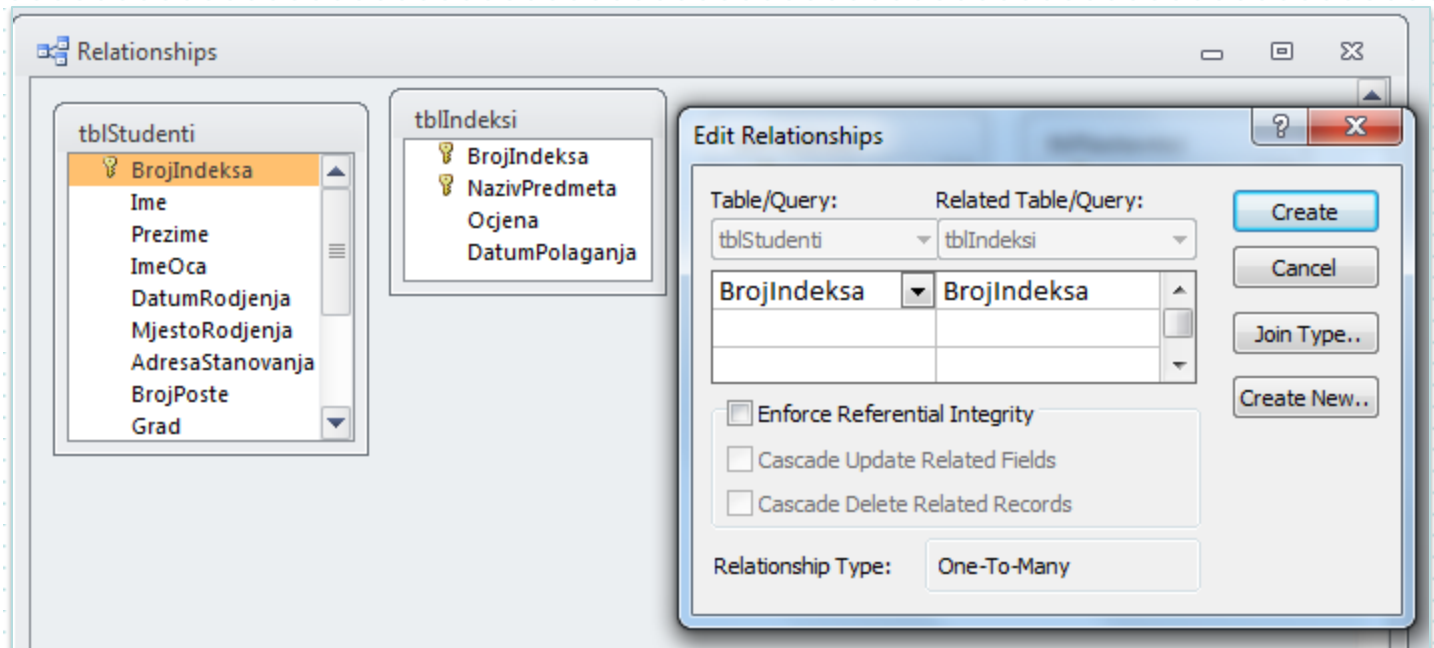 Relationships
tblStudenti
BrojIndeksa
Ime
Prezime
ImeOca
DatumRodjenja
MjestoRodjenja
AdresaStanovanja
BrojPoste
Grad
tblIndeksi
BrojIndeksa
NazivPredmeta
Ocjena
DatumPolaganja
Edit Relationships
Table/Query: Related Table/Query:
tblStudenti tblIndeksi
BrojIndeksa BrojIndeksa
Enforce Referential Integrity
Cascade Update Related Fields
Cascade Delete Related Records
Relationship Type: One-To-Many
Create
Cancel
Join Type..
Create New..